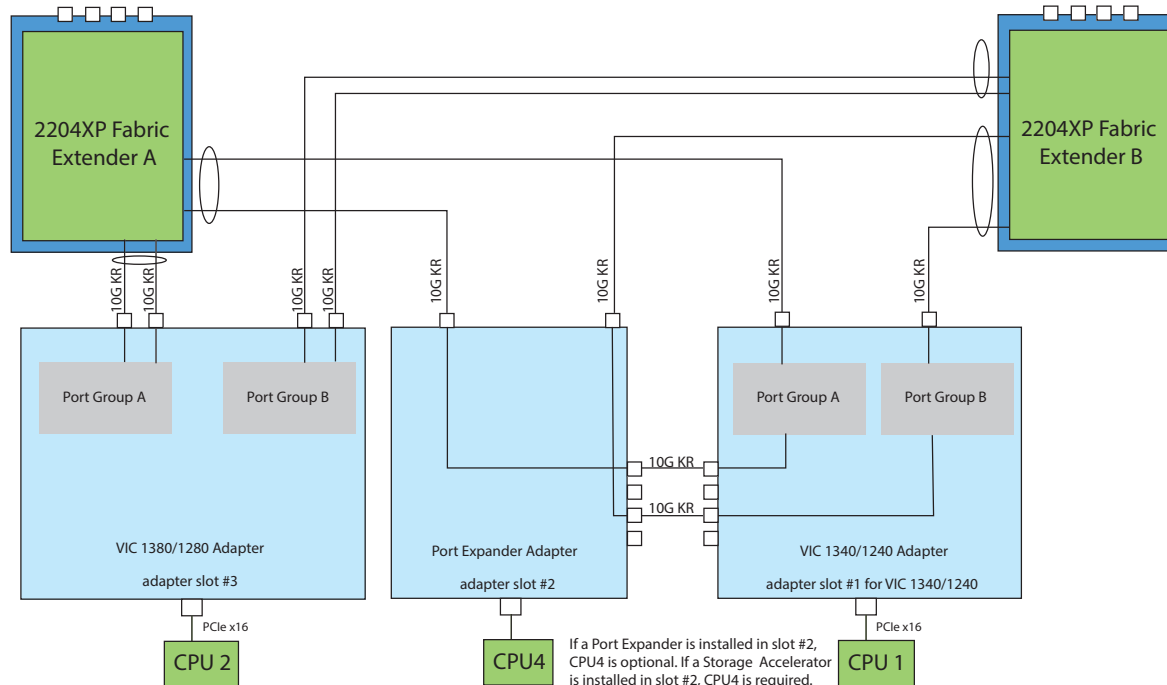 2204XP Fabric
Extender A
2204XP Fabric
Extender B
10G KR
10G KR
10G KR
10G KR
10G KR
10G KR
10G KR
10G KR
Port Group A
Port Group B
Port Group A
Port Group B
10G KR
10G KR
VIC 1380/1280 Adapter
adapter slot #3
Port Expander Adapter
adapter slot #2
VIC 1340/1240 Adapter
adapter slot #1 for VIC 1340/1240
PCIe x16
PCIe x16
CPU 2
CPU4
If a Port Expander is installed in slot #2,
CPU4 is optional. If a Storage Accelerator
is installed in slot #2, CPU4 is required.
CPU 1